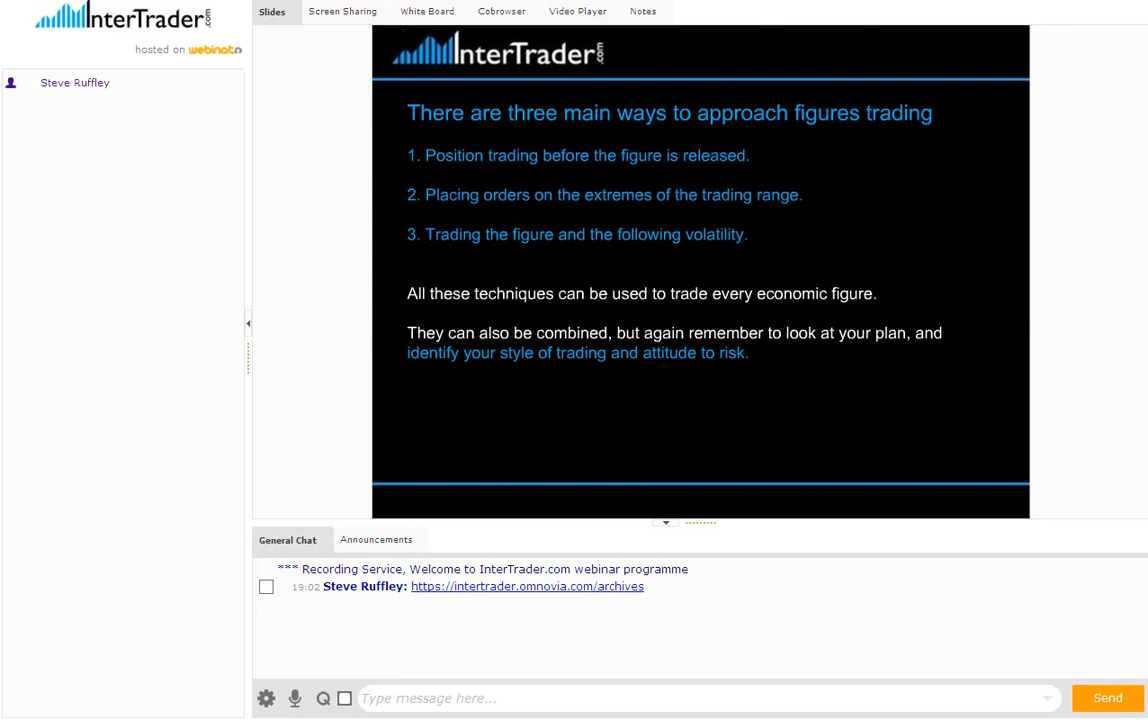 InterTrader.com
hosted on webinato
Steve Ruffley
Slides
Screen Sharing
White Board
Cobrowser
Video Player
Notes
InterTrader.com
There are three main ways to approach figures trading
1. Position trading before the figure is released.
2. Placing orders on the extremes of the trading range.
3. Trading the figure and the following volatility.
All these techniques can be used to trade every economic figure.
They can also be combined, but again remember to look at your plan, and
identify your style of trading and attitude to risk.
General Chat
Announcements
*** Recording Service, Welcome to InterTrader.com webinar programme
19:02 Steve Ruffley: https://intertrader.omnovia.com/archives
Q
Type message here...
Send